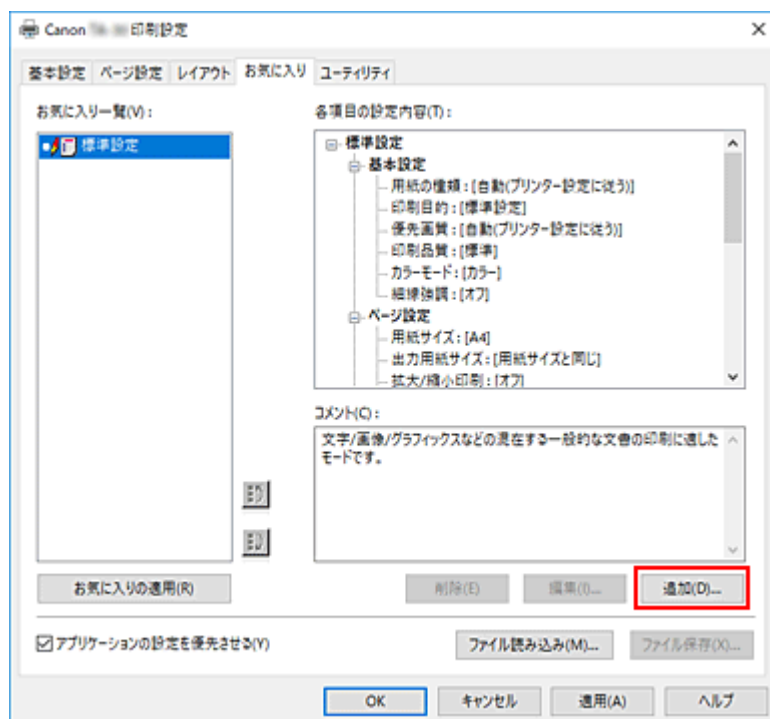 Canon 印刷設定
基本設定 ページ設定 レイアウト お気に入り ユーティリティ
お気に入り一覧(V):
標準設定
各項目の設定内容(T):
標準設定
基本設定
用紙の種類:[自動(プリンター設定に従う)]
印刷目的:[標準設定]
優先画質:[自動(プリンター設定に従う)]
印刷品質:[標準]
カラーモード:[カラー]
細線強調:[オフ]
ページ設定
用紙サイズ:[A4]
出力用紙サイズ:[用紙サイズと同じ]
拡大/縮小印刷:[オフ]
コメント(C):
文字/画像/グラフィックスなどの混在する一般的な文書の印刷に適した
モードです。
お気に入りの適用(R)
削除(E) 編集(I)... 追加(D)...
アプリケーションの設定を優先させる(Y)
ファイル読み込み(M)... ファイル保存(X)...
OK キャンセル 適用(A) ヘルプ